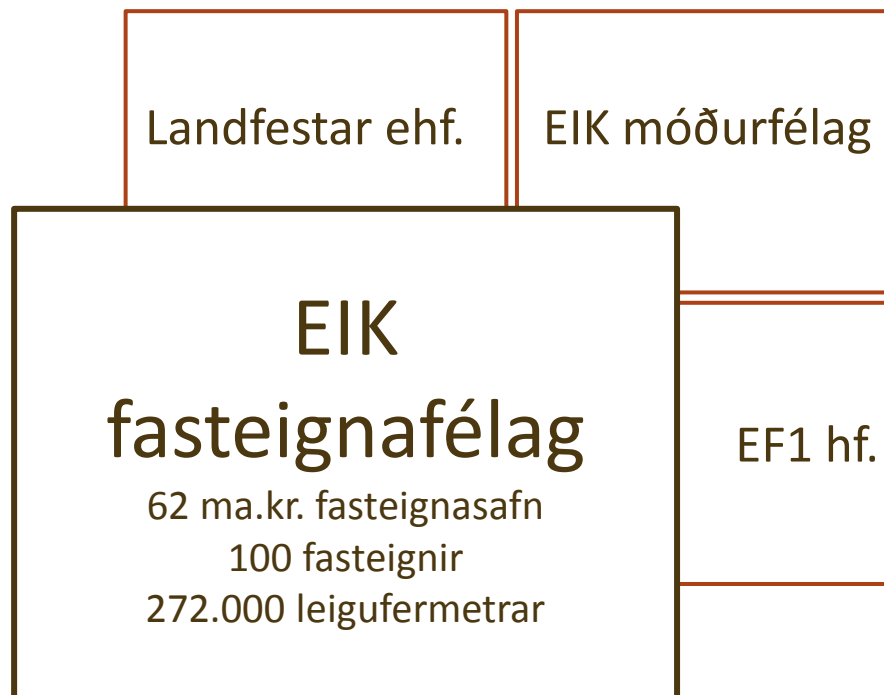 Landfestar ehf.
EIK móðurfélag
EIK
fasteignafélag
62 ma.kr. fasteignasafn
100 fasteignir
272.000 leigufermetrar
EF1 hf.